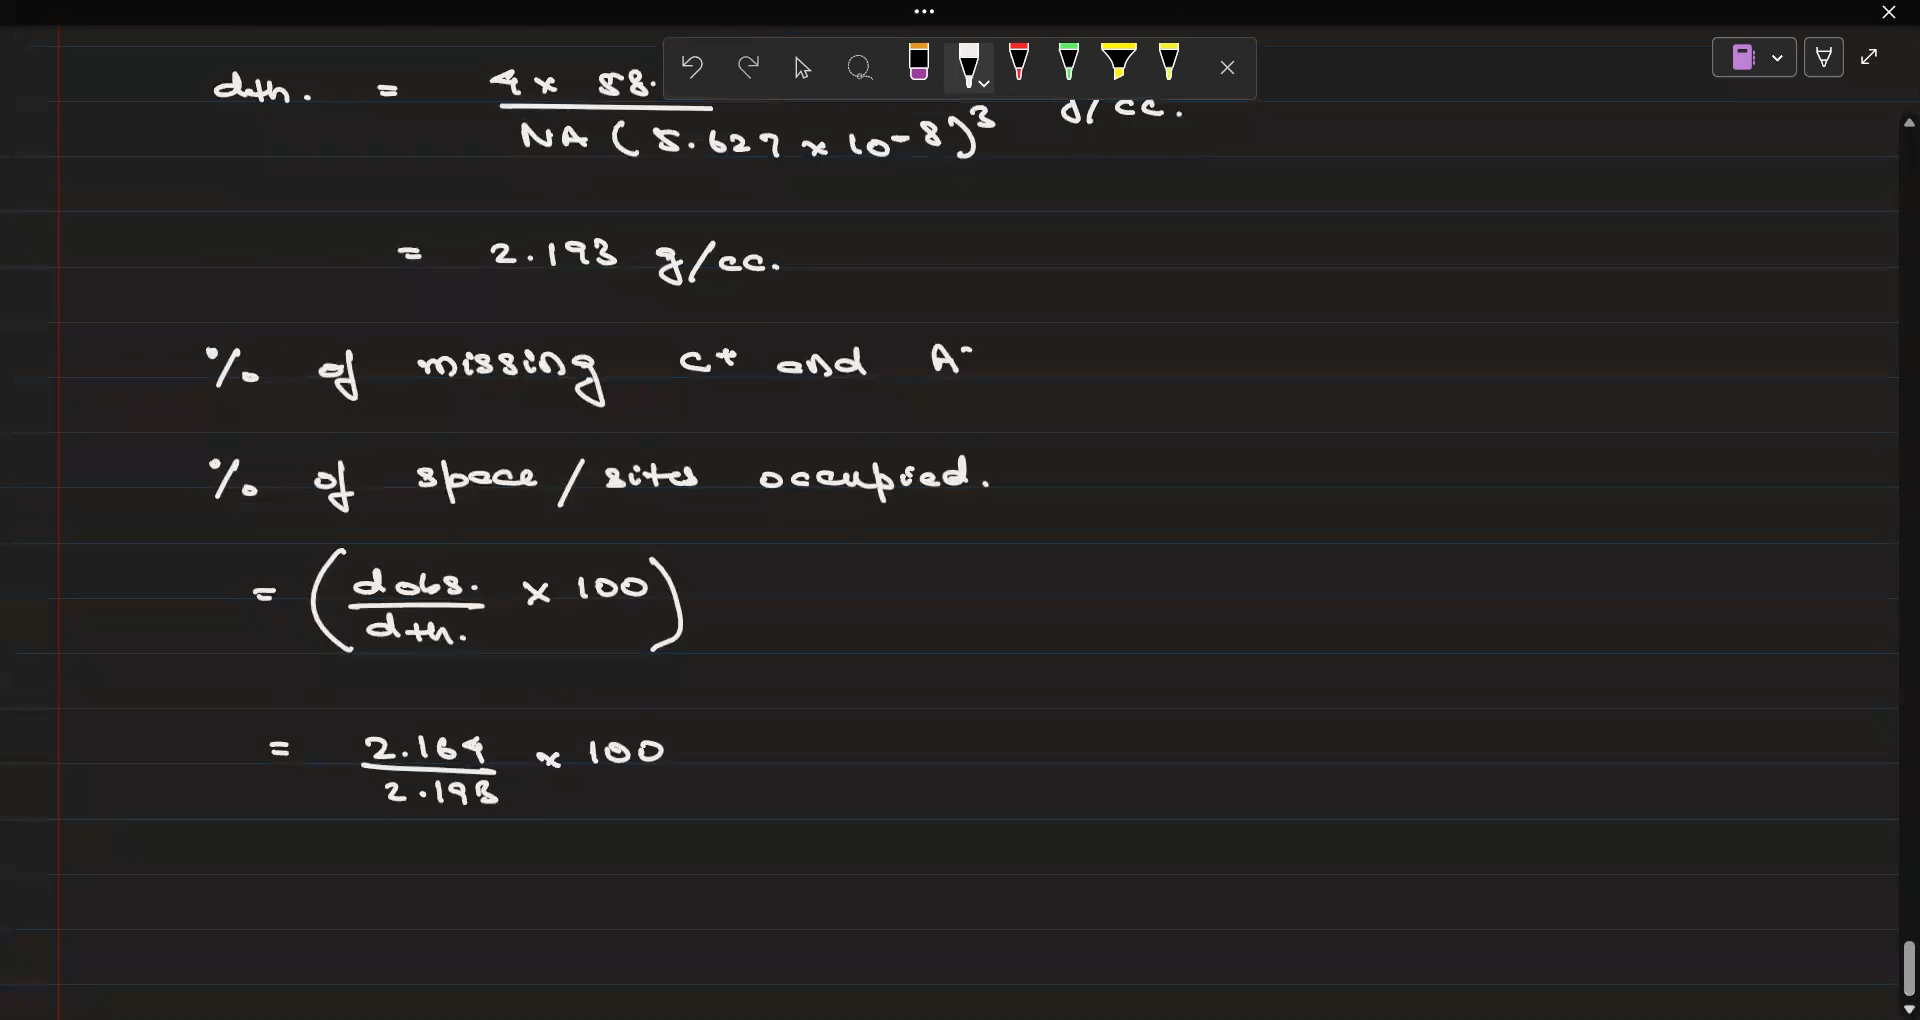 dth. = 4 x 58.
NA (5.627 x 10-8)3 g/cc.
= 2.193 g/cc.
% of missing C+ and A-
% of space / sites occupied.
= (d obs. / dth. x 100)
= 2.164 / 2.193 x 100